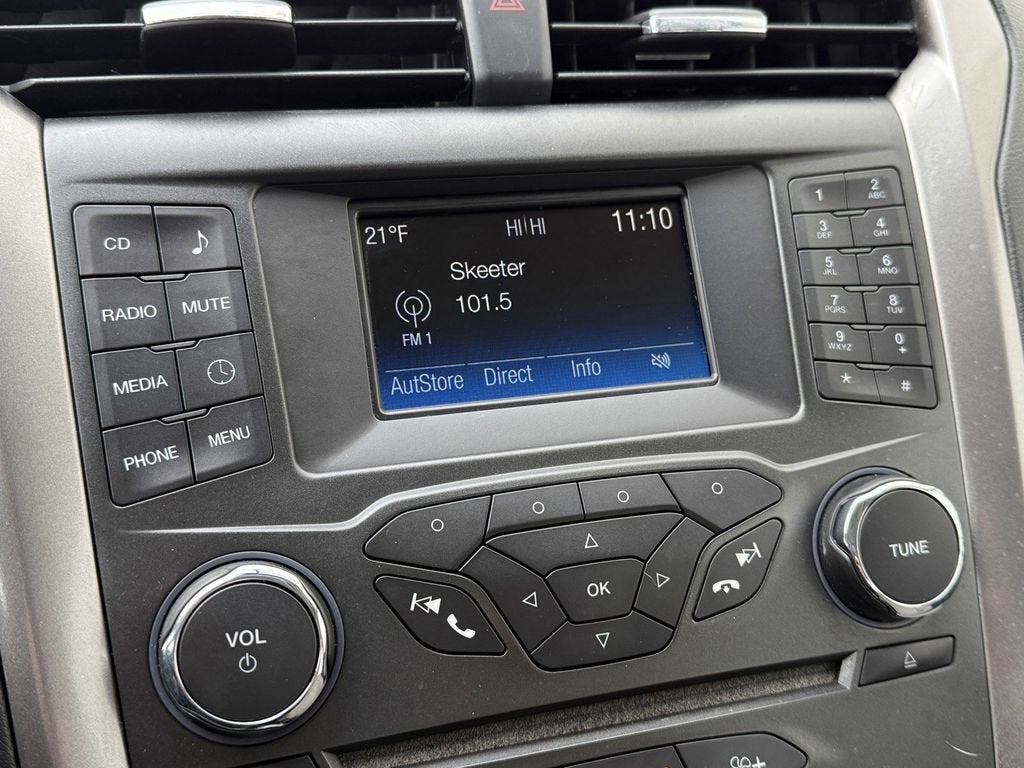 21°F HI HI 11:10
Skeeter
101.5
FM 1
AutStore Direct Info
CD
RADIO MUTE
MEDIA
PHONE MENU
1 2 ABC
3 DEF 4 GHI
5 JKL 6 MNO
7 PQRS 8 TUV
9 WXYZ 0 +
* #
OK
VOL
TUNE